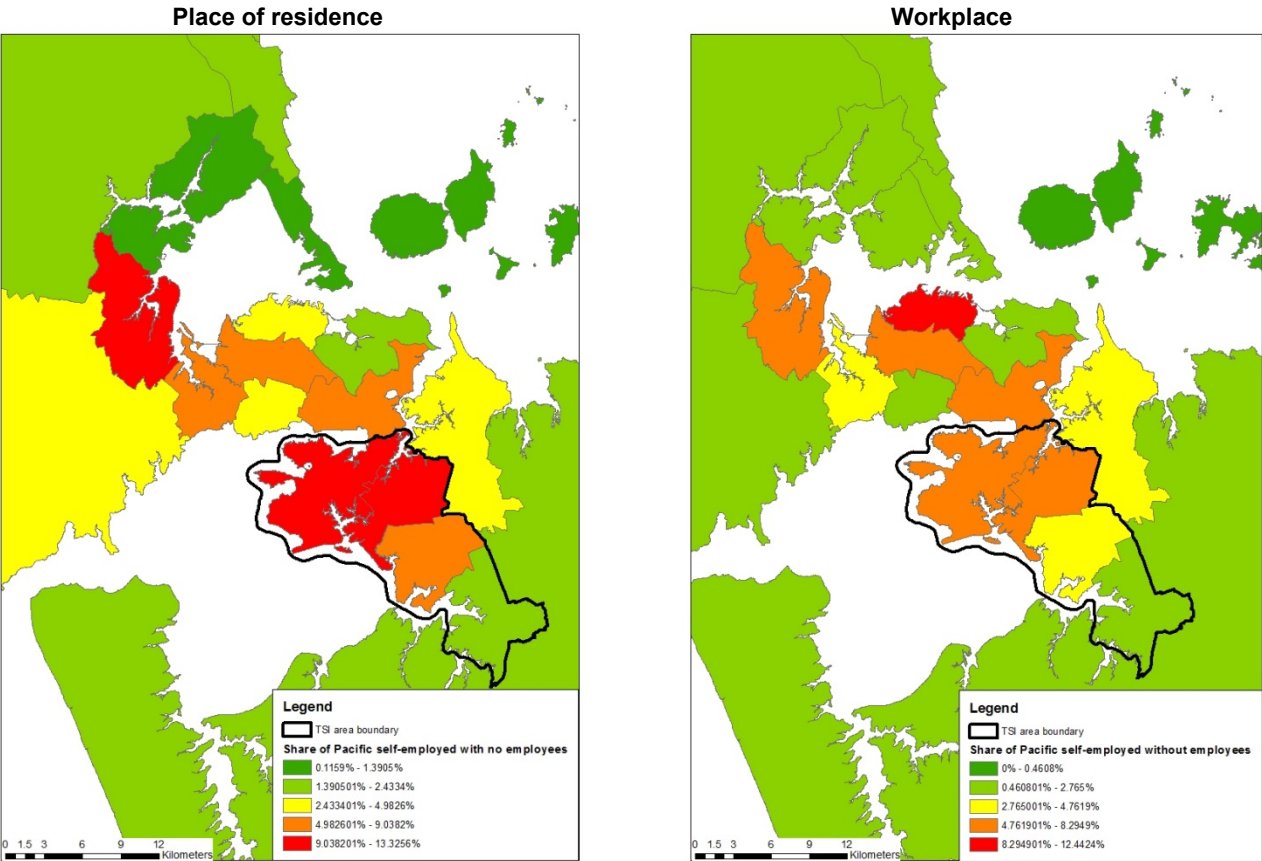 Place of residence
Workplace
Legend
TSI area boundary
Share of Pacific self-employed with no employees
0.1159% - 1.3905%
1.390501% - 2.4334%
2.433401% - 4.9826%
4.982601% - 9.0382%
9.038201% - 13.3256%
0 1.5 3 6 9 12
Kilometers
Legend
TSI area boundary
Share of Pacific self-employed without employees
0% - 0.4608%
0.460801% - 2.765%
2.765001% - 4.7619%
4.761901% - 8.2949%
8.294901% - 12.4424%
0 1.5 3 6 9 12
Kilometers